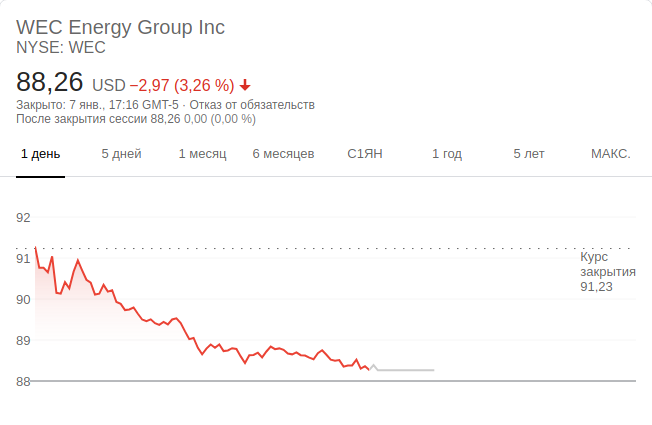 WEC Energy Group Inc
NYSE: WEC
88,26 USD −2,97 (3,26 %)
Закрыто: 7 янв., 17:16 GMT-5 · Отказ от обязательств
После закрытия сессии 88,26 0,00 (0,00 %)
1 день 5 дней 1 месяц 6 месяцев С1ЯН 1 год 5 лет МАКС.
92
91
90
89
88
Курс
закрытия
91,23